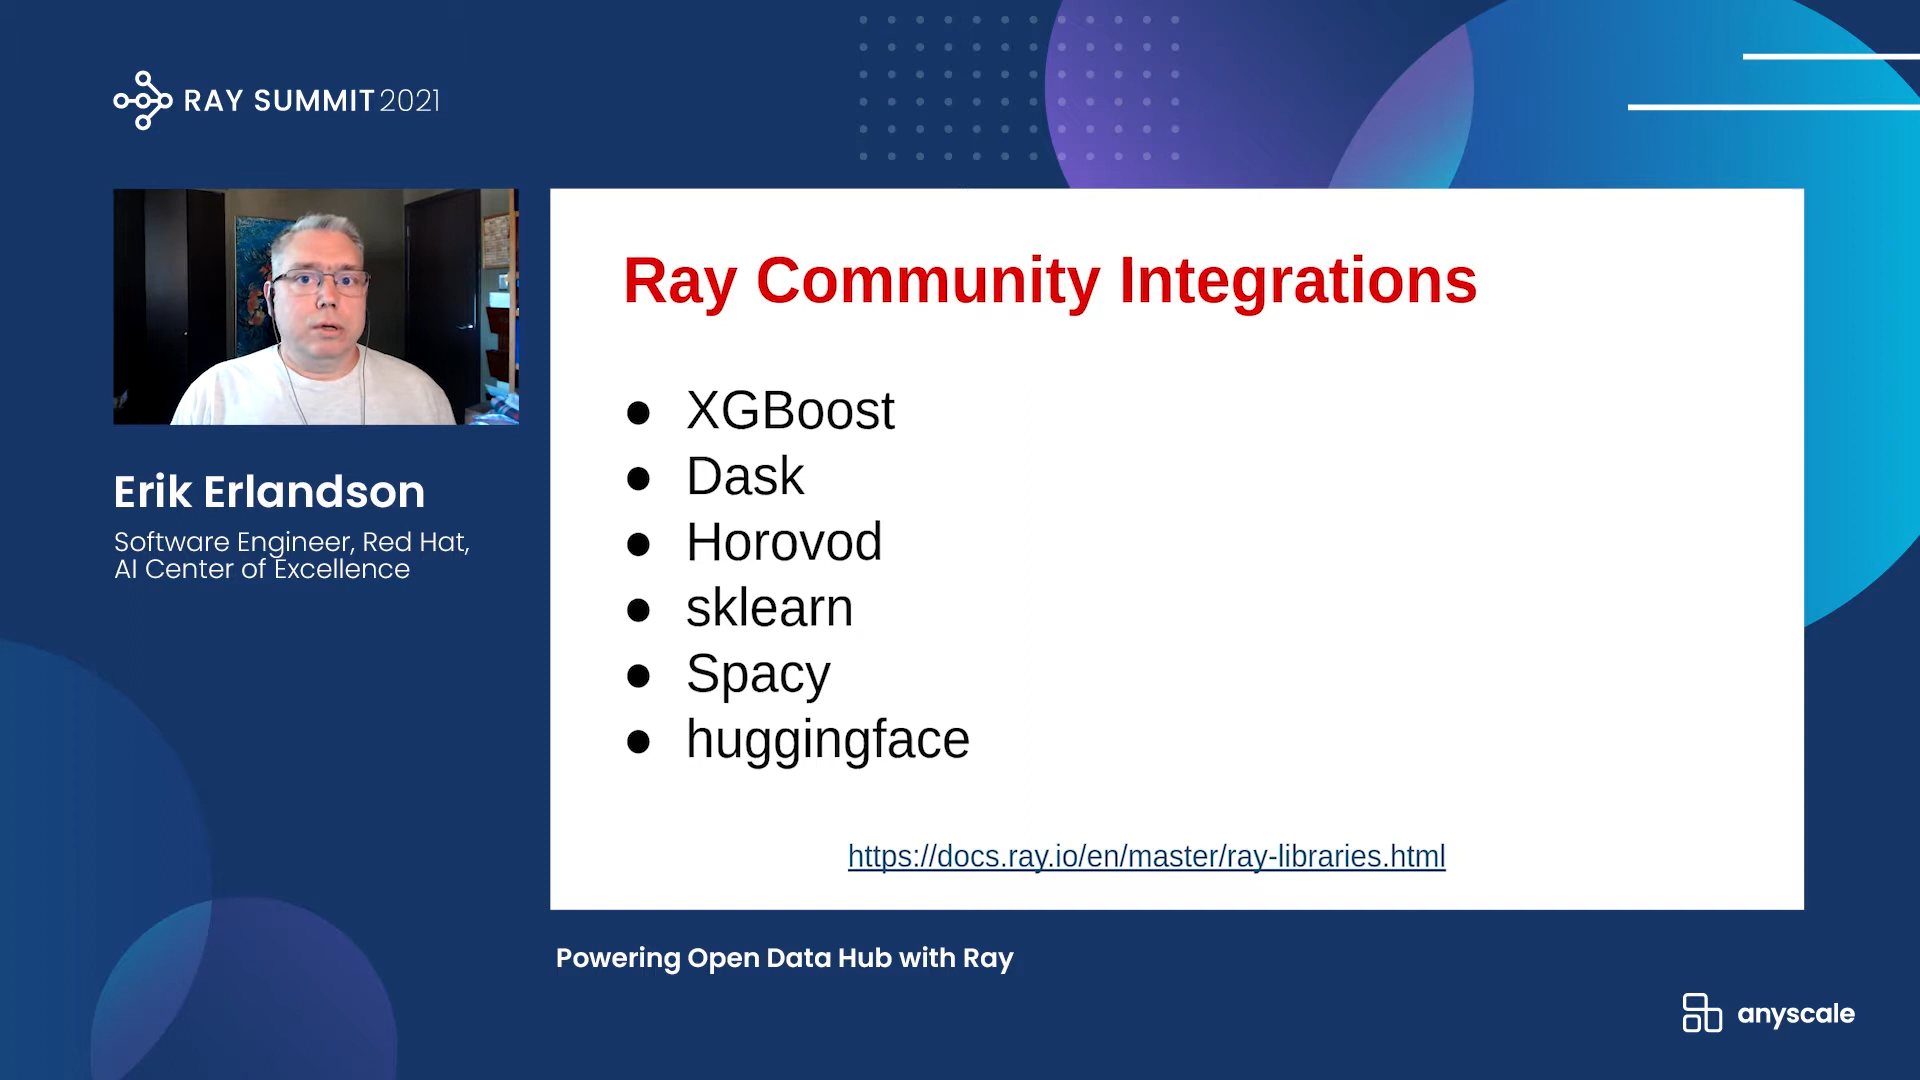 RAY SUMMIT 2021
Erik Erlandson
Software Engineer, Red Hat,
AI Center of Excellence
Ray Community Integrations
● XGBoost
● Dask
● Horovod
● sklearn
● Spacy
● huggingface
https://docs.ray.io/en/master/ray-libraries.html
Powering Open Data Hub with Ray
anyscale